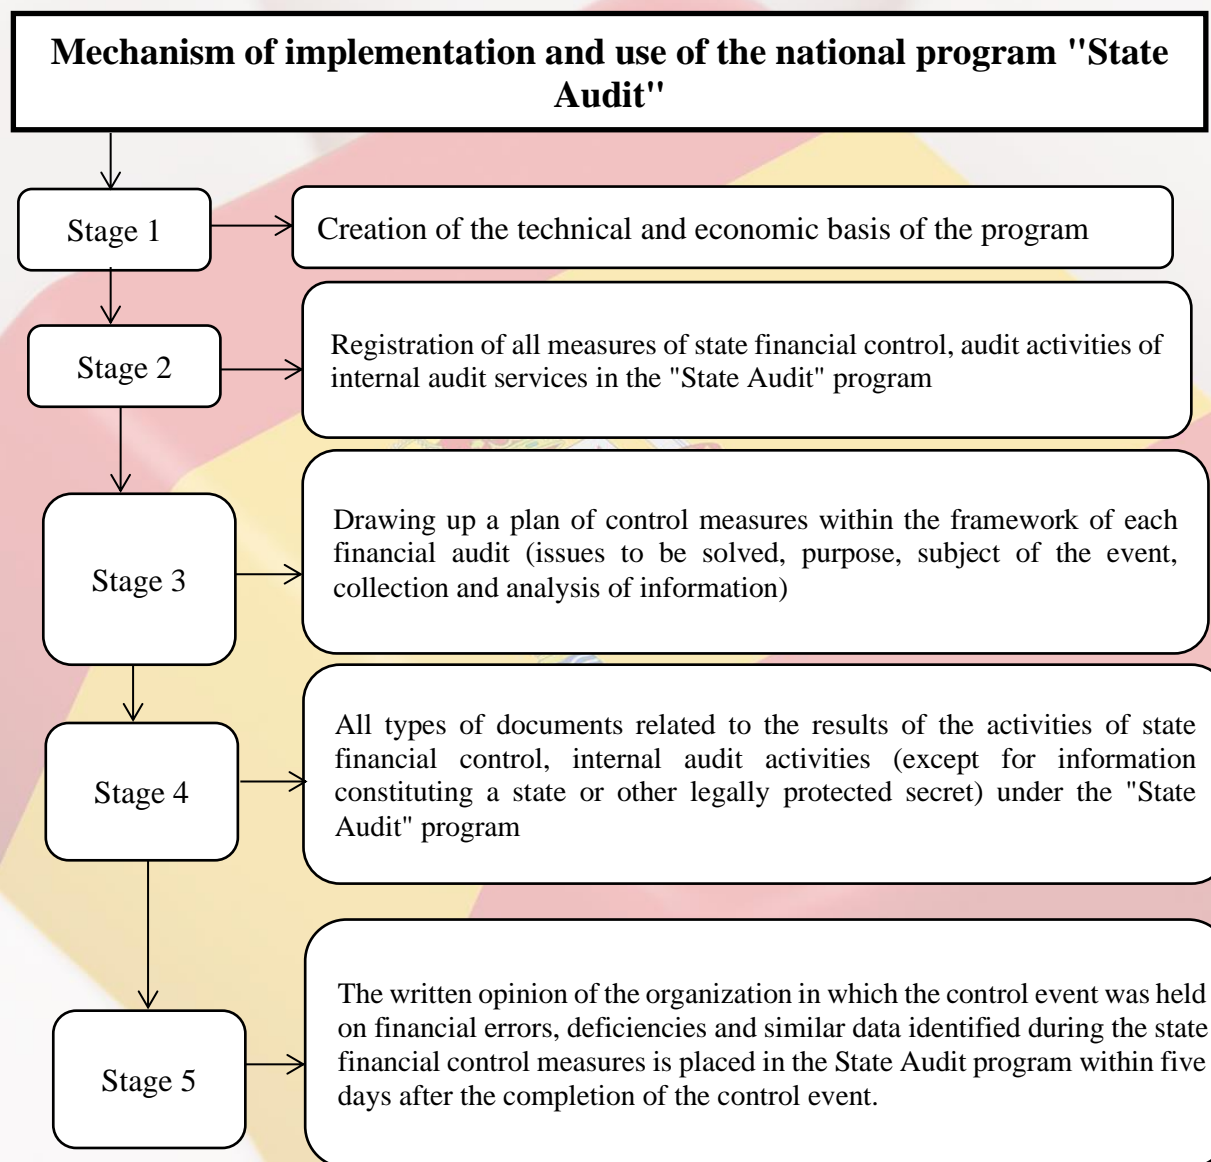 Mechanism of implementation and use of the national program "State
Audit"
Stage 1
Creation of the technical and economic basis of the program
Stage 2
Registration of all measures of state financial control, audit activities of
internal audit services in the "State Audit" program
Stage 3
Drawing up a plan of control measures within the framework of each
financial audit (issues to be solved, purpose, subject of the event,
collection and analysis of information)
Stage 4
All types of documents related to the results of the activities of state
financial control, internal audit activities (except for information
constituting a state or other legally protected secret) under the "State
Audit" program
Stage 5
The written opinion of the organization in which the control event was held
on financial errors, deficiencies and similar data identified during the state
financial control measures is placed in the State Audit program within five
days after the completion of the control event.